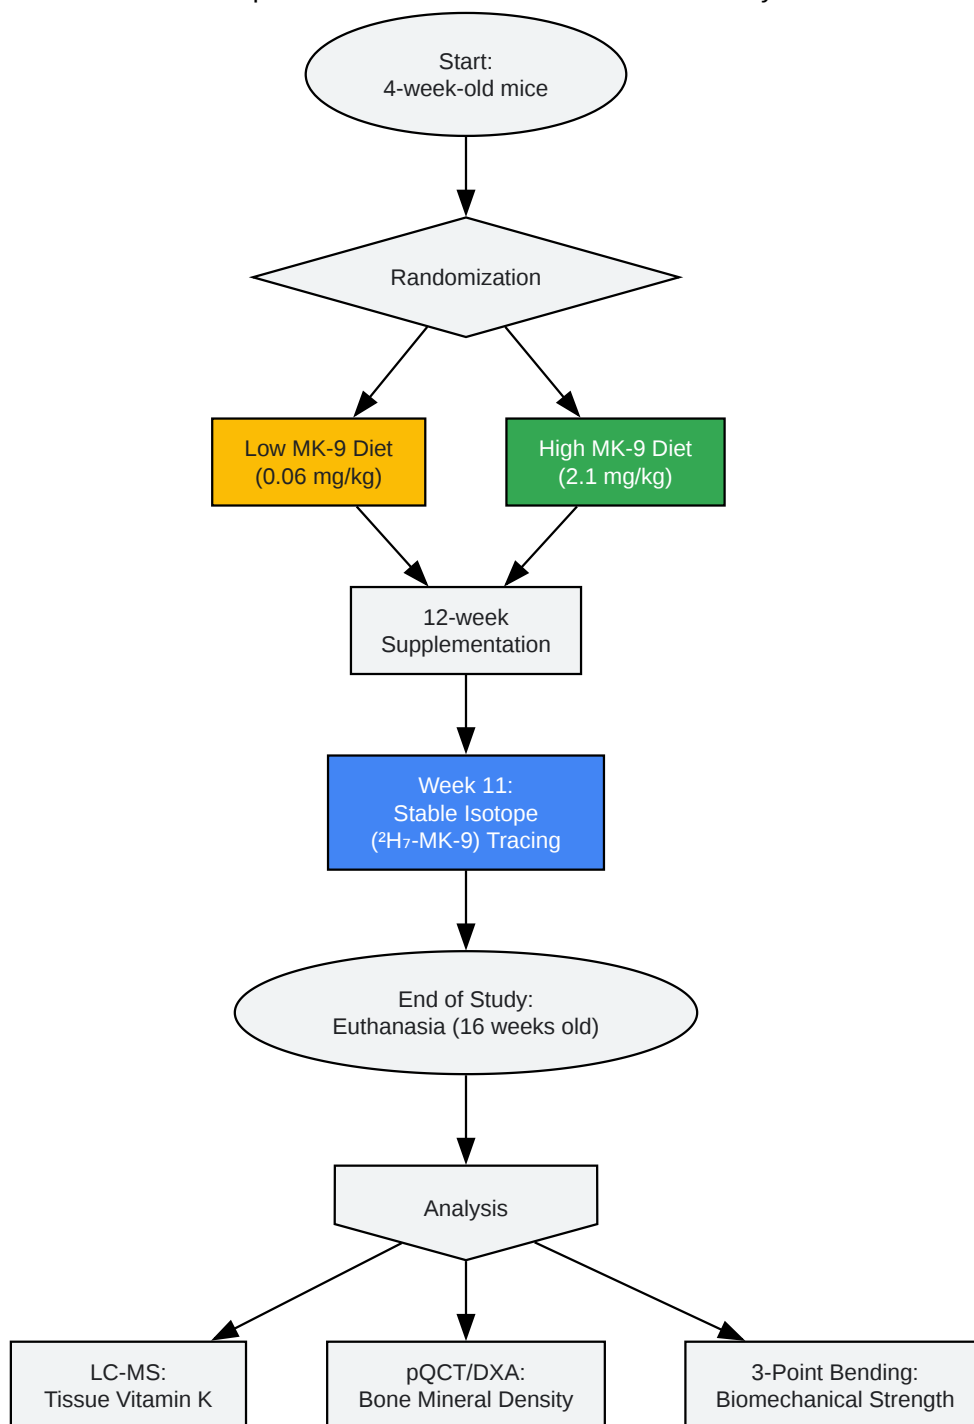 Start:
4-week-old mice
Randomization
Low MK-9 Diet
(0.06 mg/kg)
High MK-9 Diet
(2.1 mg/kg)
12-week
Supplementation
Week 11:
Stable Isotope
(²H₇-MK-9) Tracing
End of Study:
Euthanasia (16 weeks old)
Analysis
LC-MS:
Tissue Vitamin K
pQCT/DXA:
Bone Mineral Density
3-Point Bending:
Biomechanical Strength